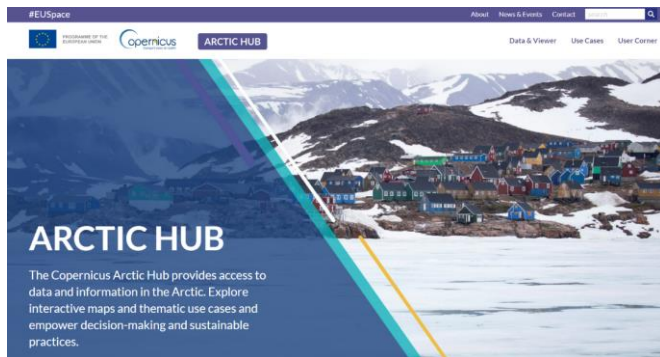 #EUSpace
About News & Events Contact
PROGRAMME OF THE
EUROPEAN UNION
Copernicus
ARCTIC HUB
Data & Viewer Use Cases User Corner
ARCTIC HUB
The Copernicus Arctic Hub provides access to
data and information in the Arctic. Explore
interactive maps and thematic use cases and
empower decision-making and sustainable
practices.